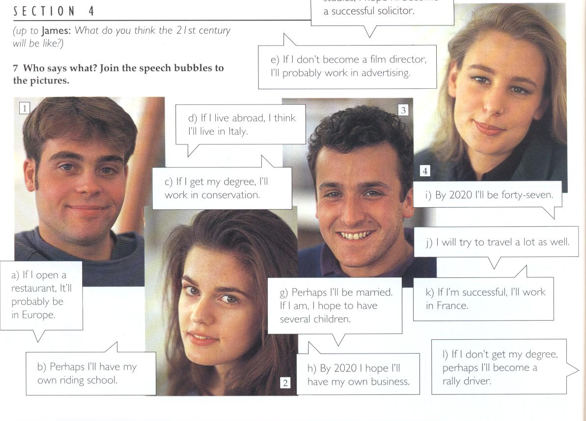 a successful solicitor.
SECTION 4
(up to James: What do you think the 21st century
will be like?)
7 Who says what? Join the speech bubbles to
the pictures.
e) If I don't become a film director,
I'll probably work in advertising.
1
d) If I live abroad, I think
I'll live in Italy.
3
c) If I get my degree, I'll
work in conservation.
4
i) By 2020 I'll be forty-seven.
j) I will try to travel a lot as well.
a) If I open a
restaurant, It'll
probably be
in Europe.
g) Perhaps I'll be married.
If I am, I hope to have
several children.
k) If I'm successful, I'll work
in France.
b) Perhaps I'll have my
own riding school.
2
h) By 2020 I hope I'll
have my own business.
l) If I don't get my degree,
perhaps I'll become a
rally driver.